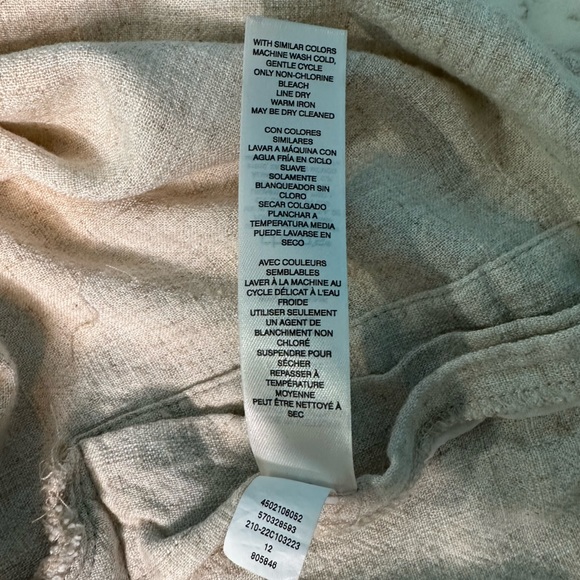 WITH SIMILAR COLORS
MACHINE WASH COLD,
GENTLE CYCLE
ONLY NON-CHLORINE
BLEACH
LINE DRY
WARM IRON
MAY BE DRY CLEANED
CON COLORES
SIMILARES
LAVAR A MÁQUINA CON
AGUA FRÍA EN CICLO
SUAVE
SOLAMENTE
BLANQUEADOR SIN
CLORO
SECAR COLGADO
PLANCHAR A
TEMPERATURA MEDIA
PUEDE LAVARSE EN
SECO
AVEC COULEURS
SEMBLABLES
LAVER À LA MACHINE AU
CYCLE DÉLICAT À L'EAU
FROIDE
UTILISER SEULEMENT
UN AGENT DE
BLANCHIMENT NON
CHLORÉ
SUSPENDRE POUR
SÉCHER
REPASSER À
TEMPÉRATURE
MOYENNE
PEUT ÊTRE NETTOYÉ À
SEC
4502108052
570328593
210-22C103223
12
805846